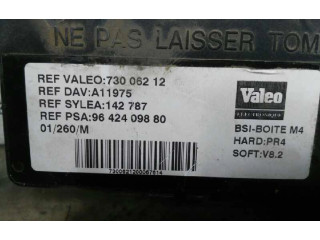 NE PAS LAISSER TOM
REF VALEO:730 062 12
REF DAV:A11975
REF SYLEA:142 787
REF PSA:96 424 098 80
01/260/M
Valeo
ELECTRONIQUE
BSI-BOITE M4
HARD:PR4
SOFT:V8.2